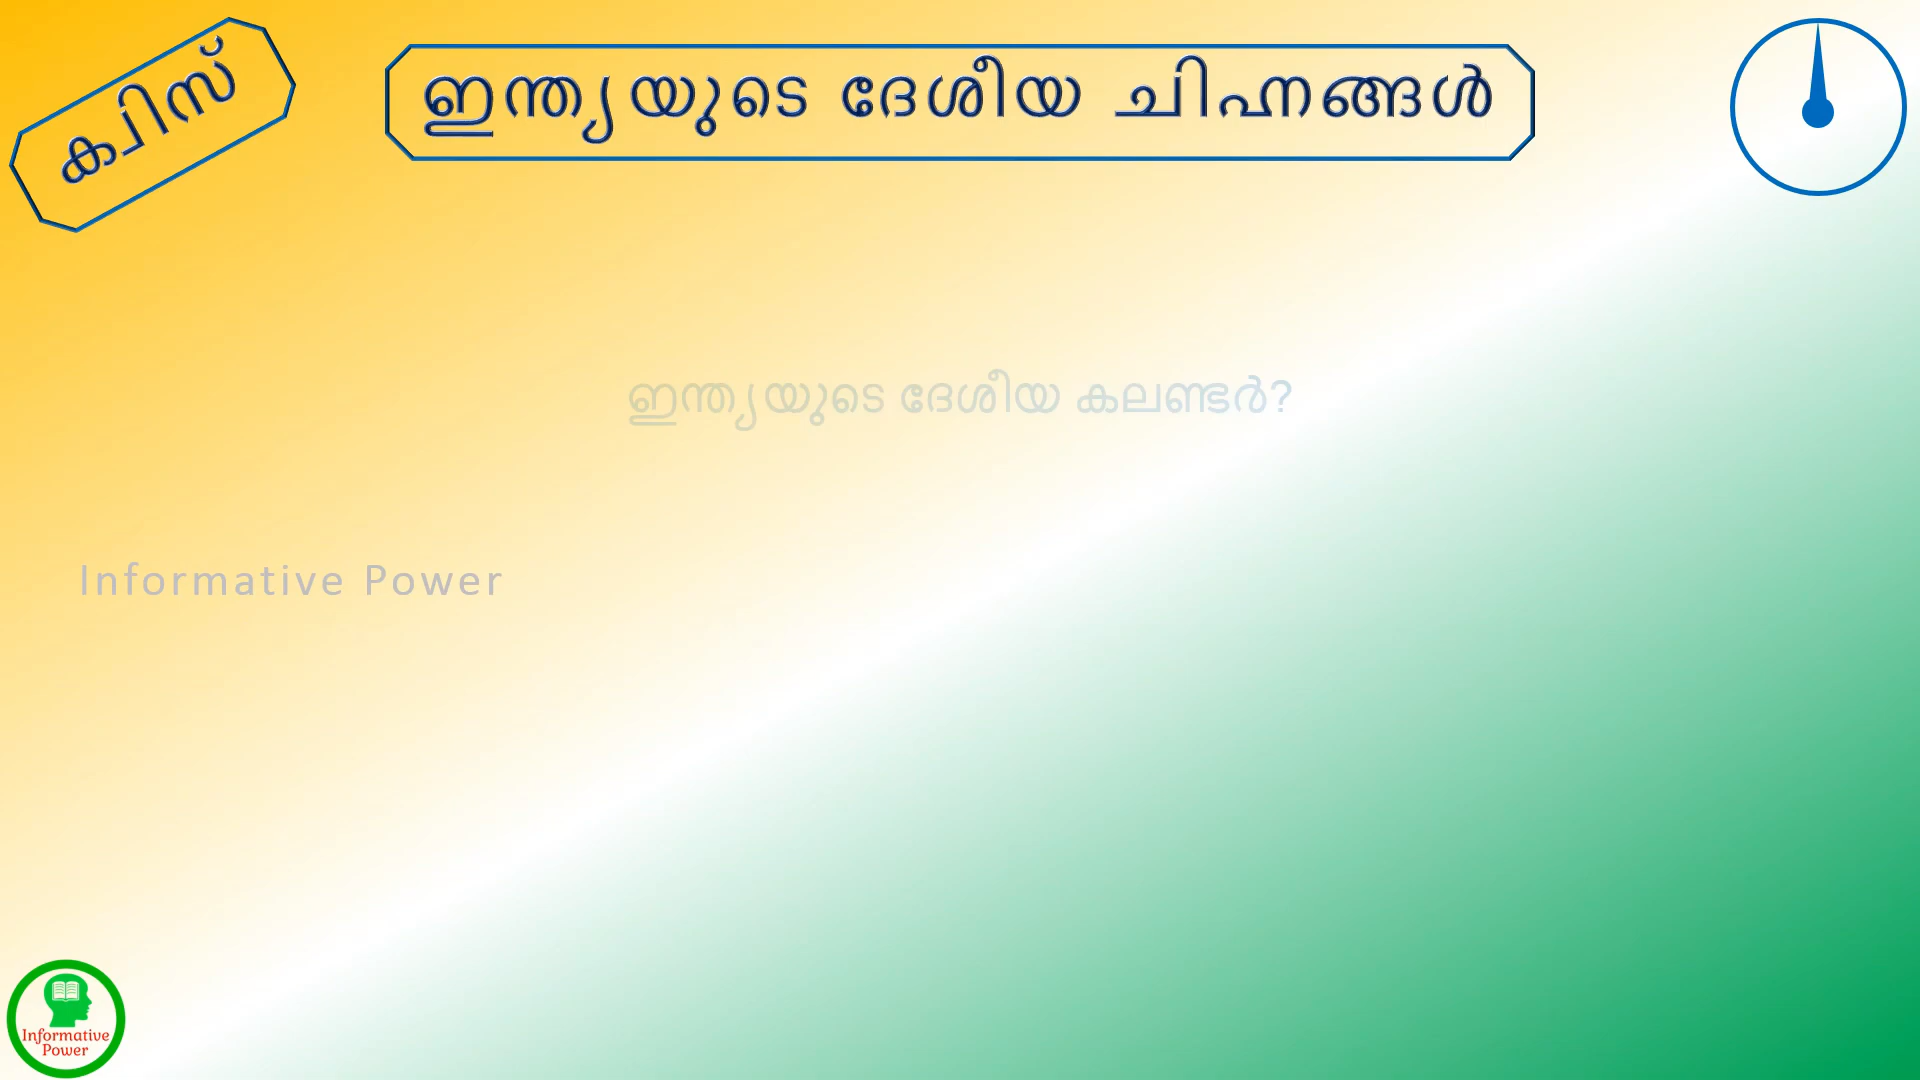 ക്വിസ്
ഇന്ത്യയുടെ ദേശീയ ചിഹ്നങ്ങൾ
ഇന്ത്യയുടെ ദേശീയ കലണ്ടർ?
Informative Power
Informative
Power